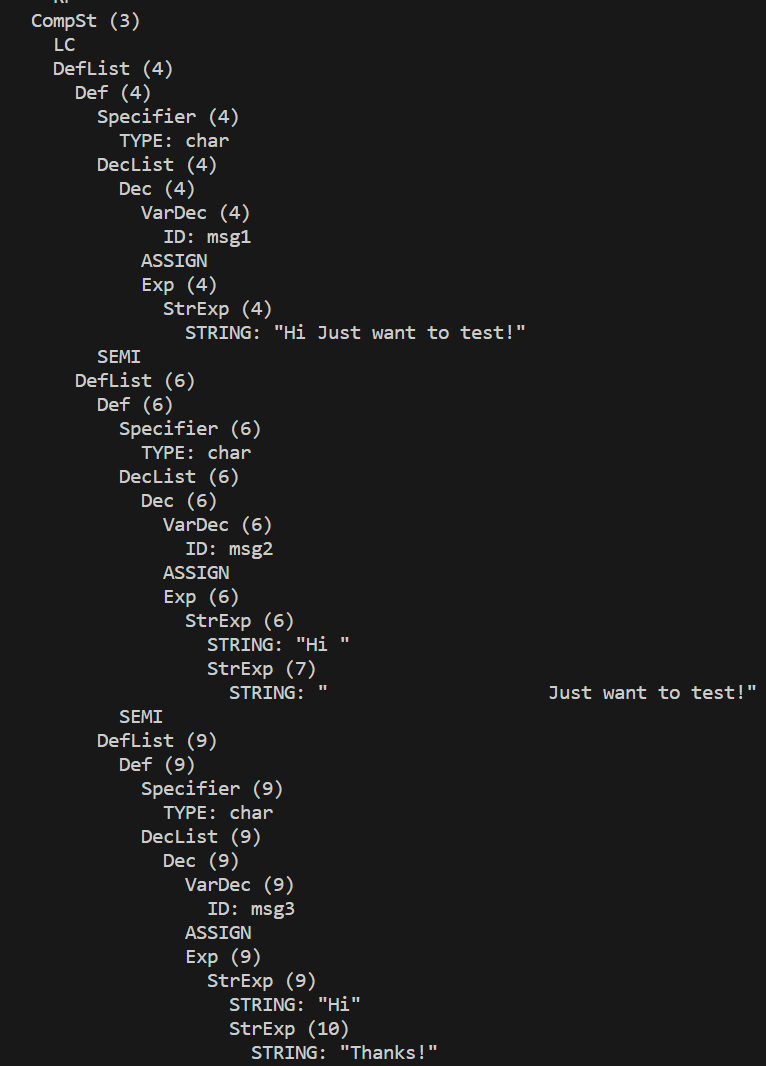 CompSt (3)
LC
DefList (4)
Def (4)
Specifier (4)
TYPE: char
DecList (4)
Dec (4)
VarDec (4)
ID: msg1
ASSIGN
Exp (4)
StrExp (4)
STRING: "Hi Just want to test!"
SEMI
DefList (6)
Def (6)
Specifier (6)
TYPE: char
DecList (6)
Dec (6)
VarDec (6)
ID: msg2
ASSIGN
Exp (6)
StrExp (6)
STRING: "Hi "
StrExp (7)
STRING: "                    Just want to test!"
SEMI
DefList (9)
Def (9)
Specifier (9)
TYPE: char
DecList (9)
Dec (9)
VarDec (9)
ID: msg3
ASSIGN
Exp (9)
StrExp (9)
STRING: "Hi"
StrExp (10)
STRING: "Thanks!"